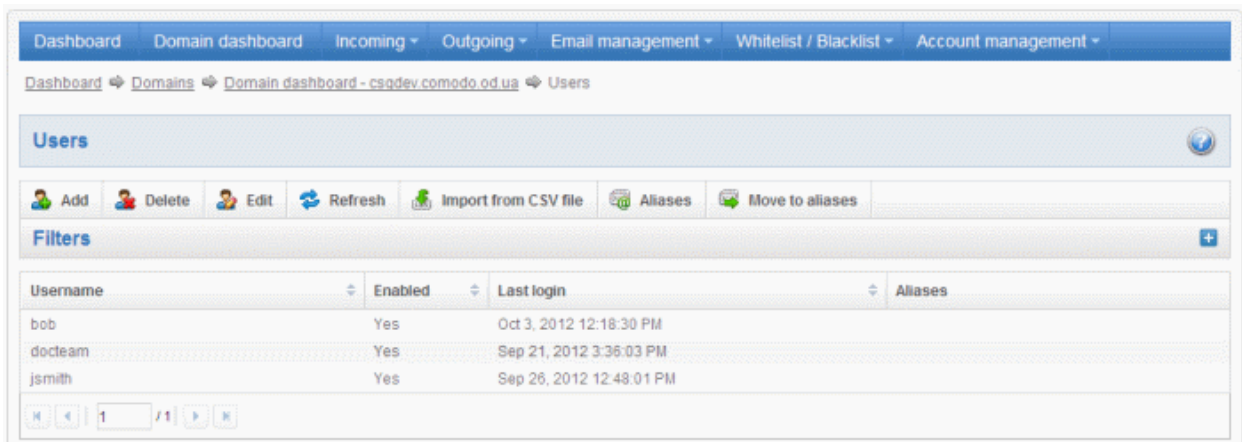 Dashboard Domain dashboard Incoming Outgoing Email management Whitelist / Blacklist Account management
Dashboard Domains Domain dashboard - csgdev.comodo.od.ua Users
Users
Add Delete Edit Refresh Import from CSV file Aliases Move to aliases
Filters
Username Enabled Last login Aliases
bob Yes Oct 3, 2012 12:18:30 PM
docteam Yes Sep 21, 2012 3:36:03 PM
jsmith Yes Sep 26, 2012 12:48:01 PM
1 / 1